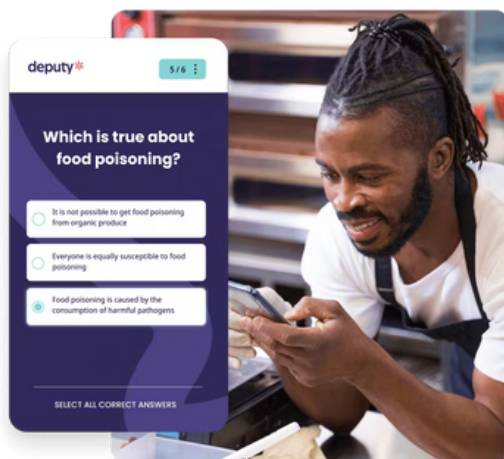 deputy
5/6
Which is true about
food poisoning?
It is not possible to get food poisoning
from organic produce
Everyone is equally susceptible to food
poisoning
Food poisoning is caused by the
consumption of harmful pathogens
SELECT ALL CORRECT ANSWERS